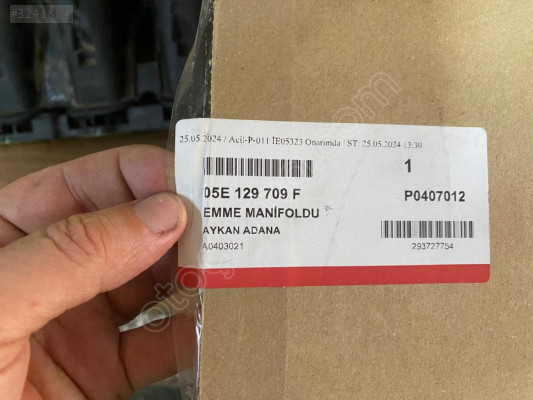 #32418
25.05.2024 / Acil-P-011 İE05323 Onarımda / ST: 25.05.2024 13:30
1
05E 129 709 F
P0407012
EMME MANİFOLDU
AYKAN ADANA
A0403021
293727754